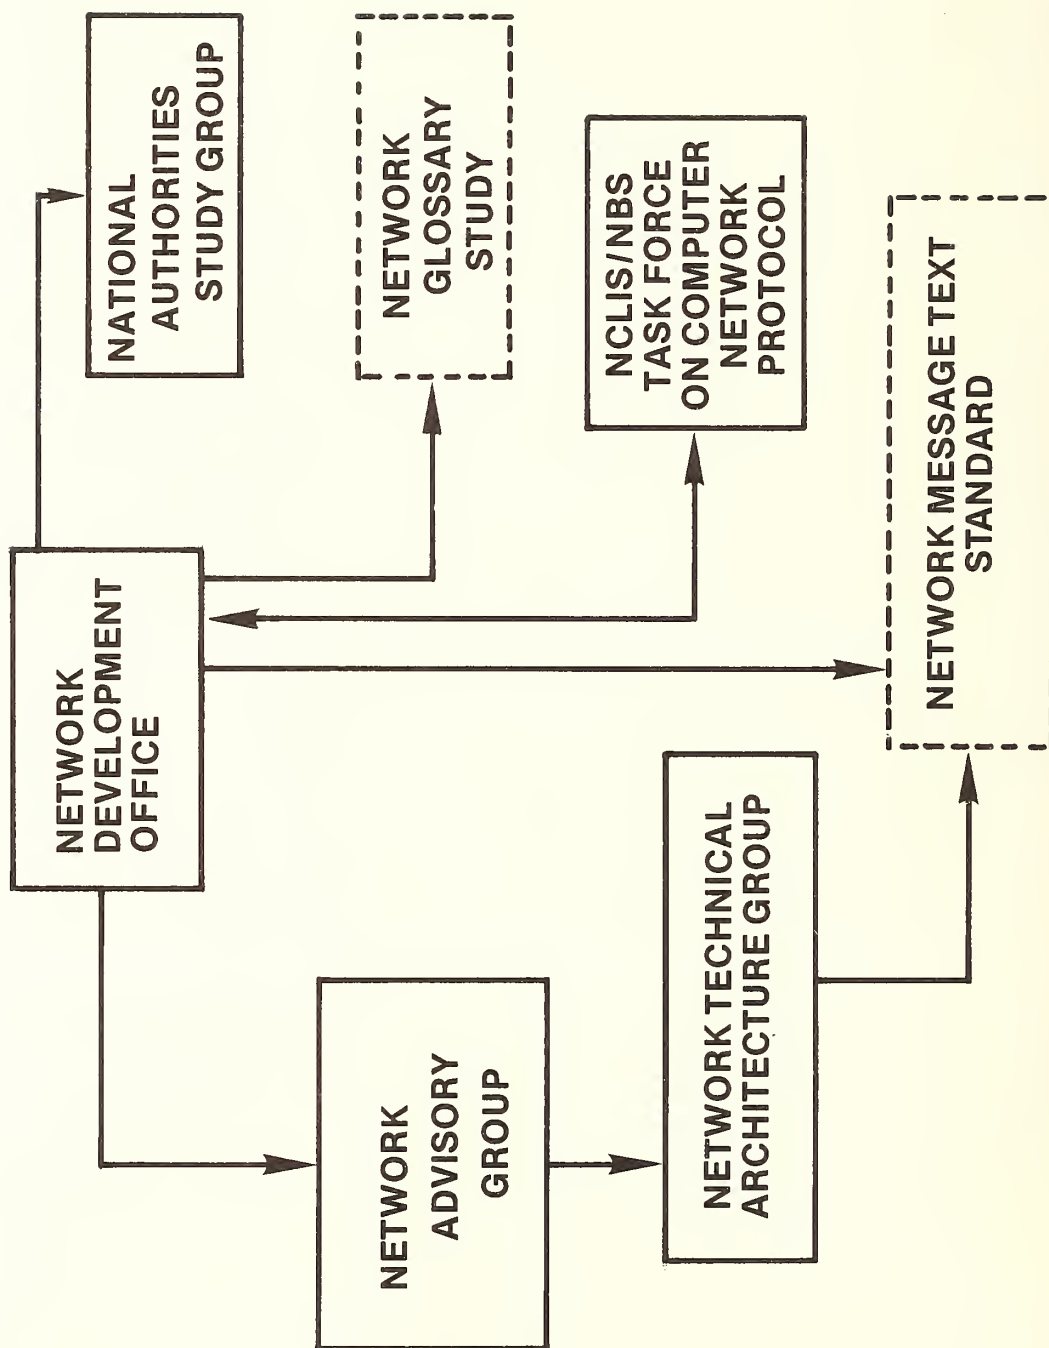 NETWORK
DEVELOPMENT
OFFICE
NATIONAL
AUTHORITIES
STUDY GROUP
NETWORK
GLOSSARY
STUDY
NETWORK
ADVISORY
GROUP
NCLIS/NBS
TASK FORCE
ON COMPUTER
NETWORK
PROTOCOL
NETWORK TECHNICAL
ARCHITECTURE GROUP
NETWORK MESSAGE TEXT
STANDARD